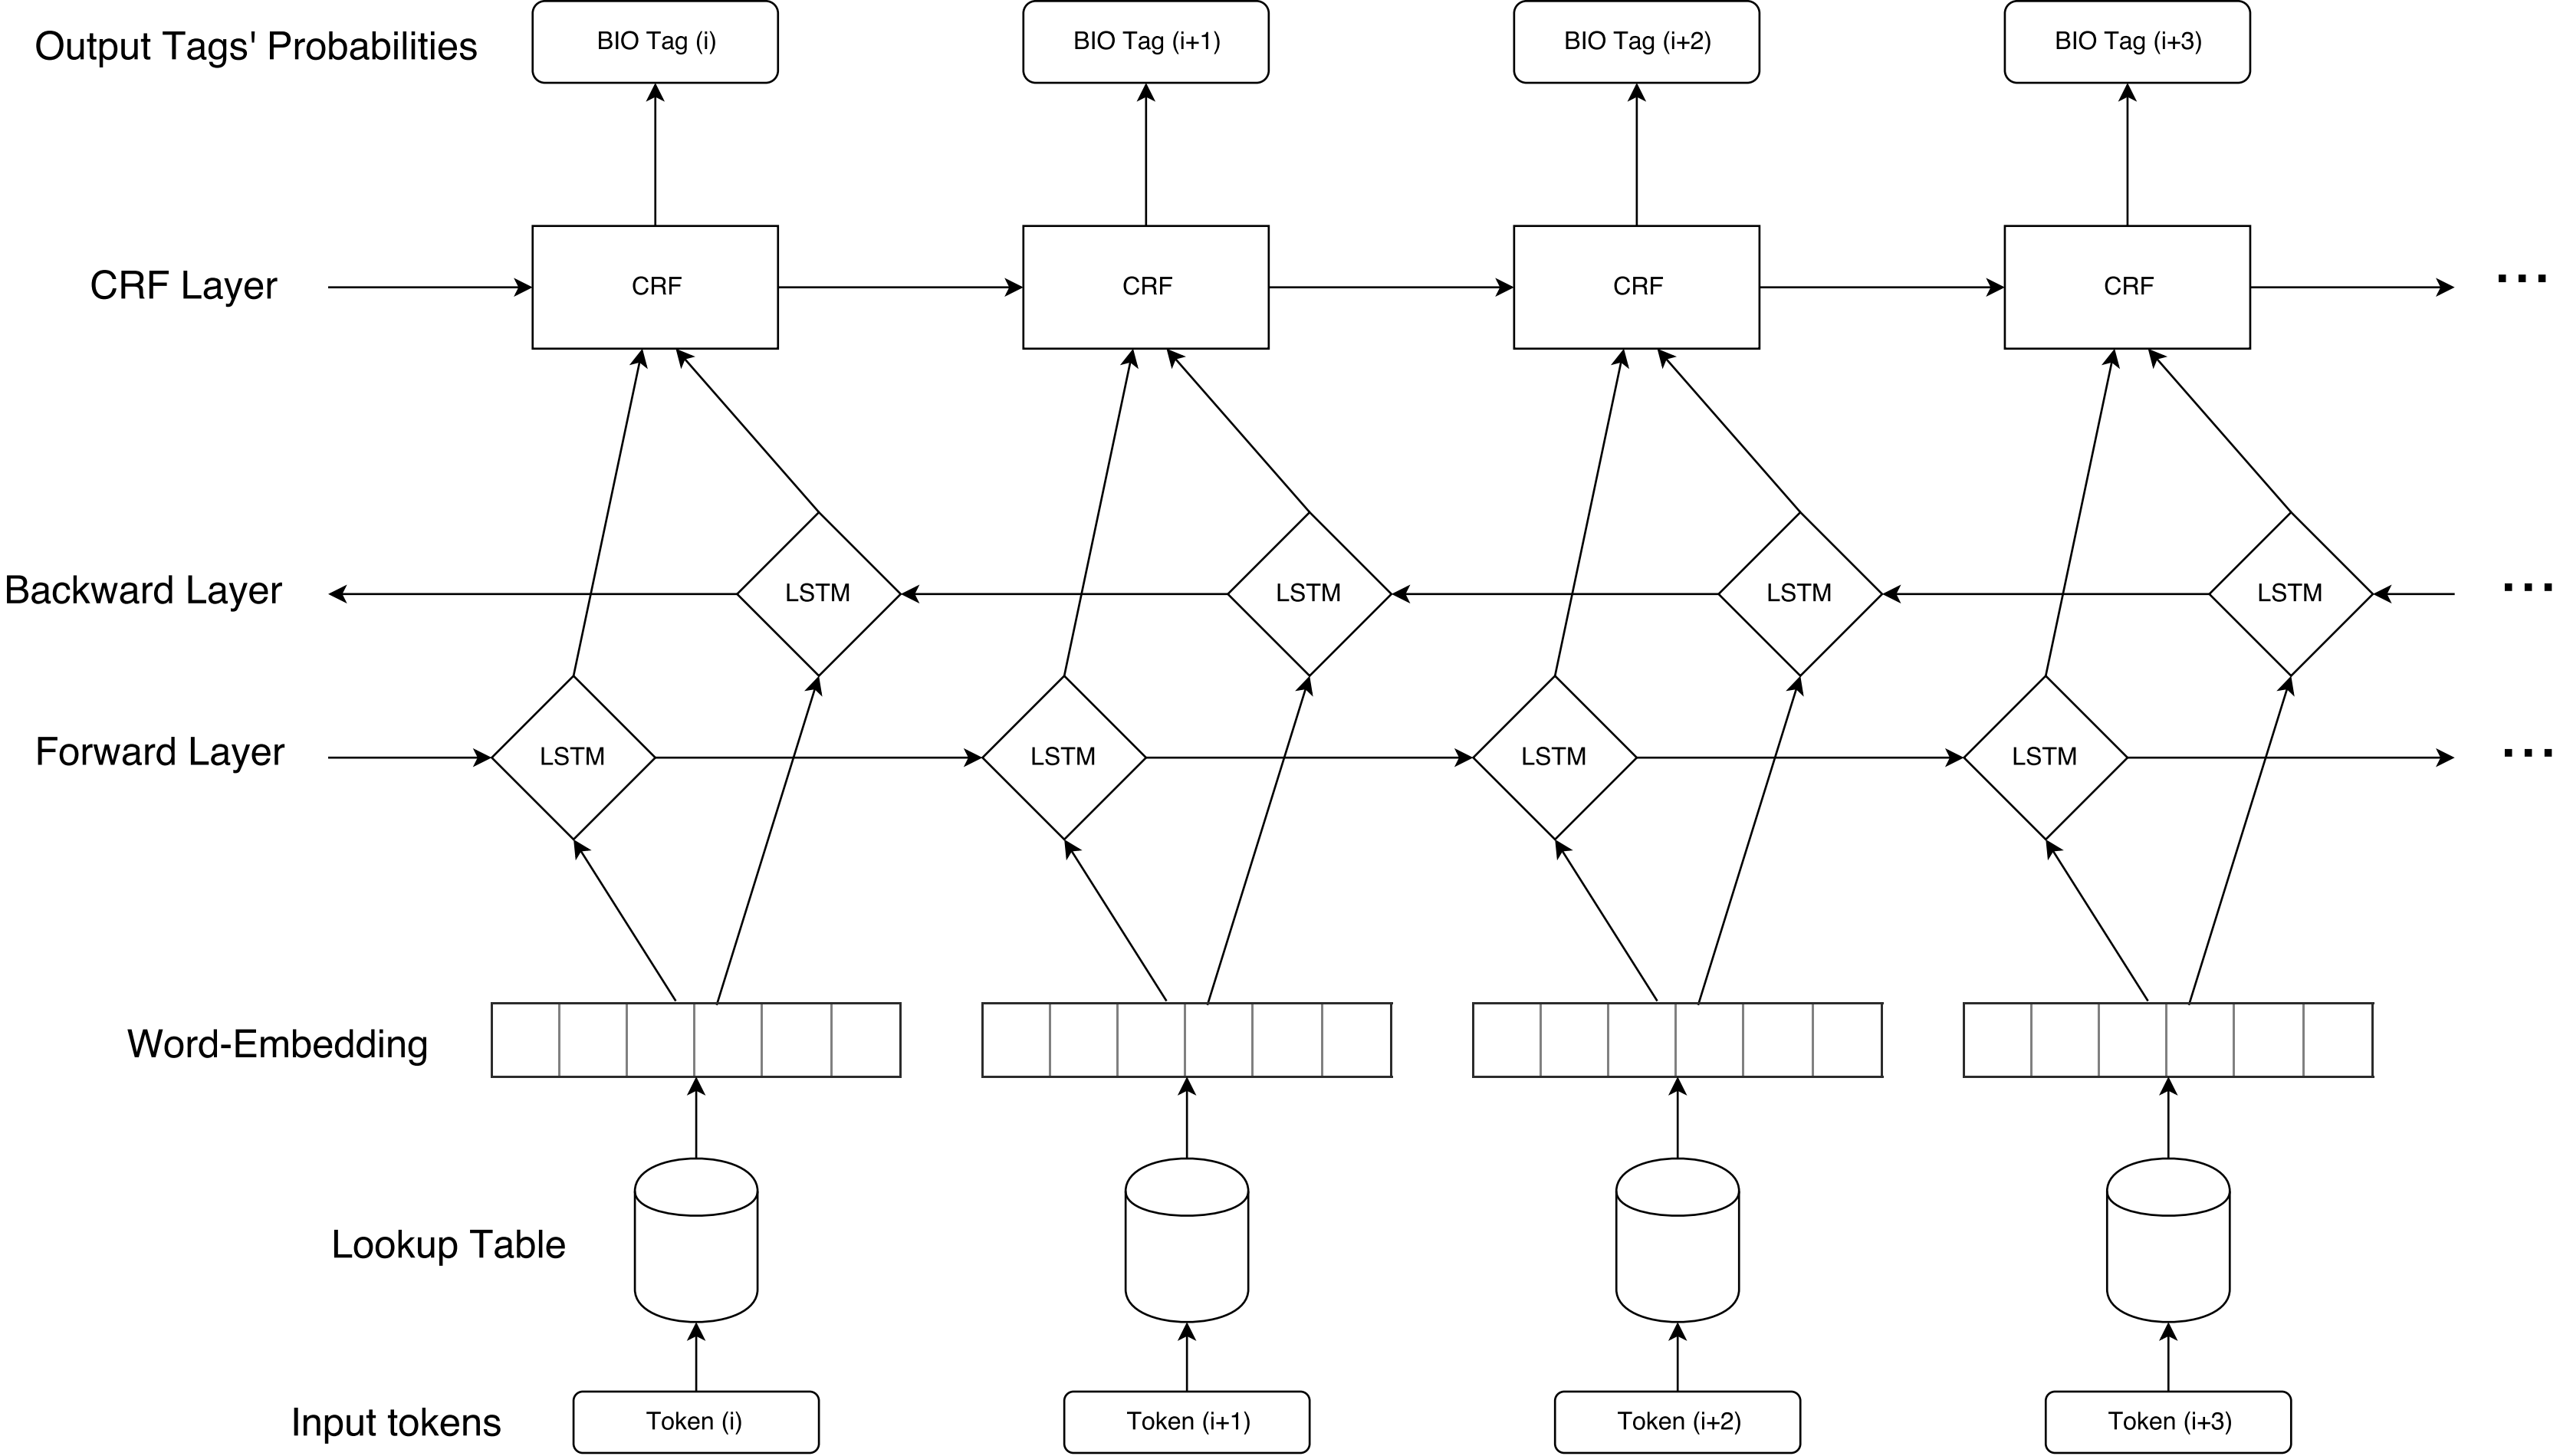 Output Tags' Probabilities
BIO Tag (i)
BIO Tag (i+1)
BIO Tag (i+2)
BIO Tag (i+3)
CRF Layer
CRF
CRF
CRF
CRF
...
Backward Layer
LSTM
LSTM
LSTM
LSTM
...
Forward Layer
LSTM
LSTM
LSTM
LSTM
...
Word-Embedding
Lookup Table
Input tokens
Token (i)
Token (i+1)
Token (i+2)
Token (i+3)